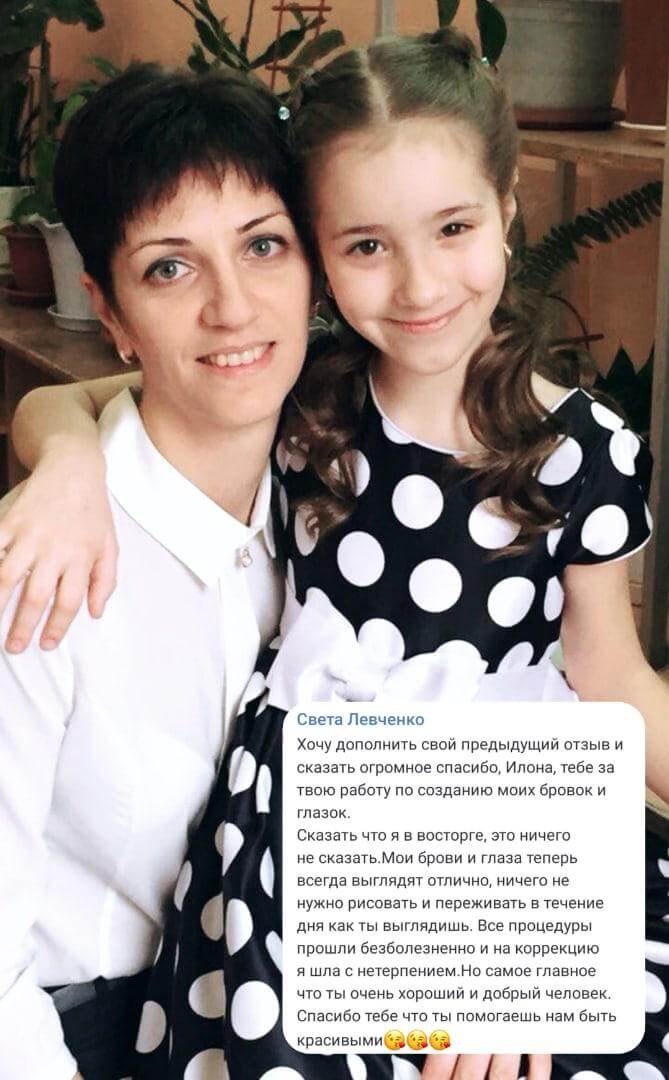 Света Левченко
Хочу дополнить свой предыдущий отзыв и
сказать огромное спасибо, Илона, тебе за
твою работу по созданию моих бровок и
глазок.
Сказать что я в восторге, это ничего
не сказать.Мои брови и глаза теперь
всегда выглядят отлично, ничего не
нужно рисовать и переживать в течение
дня как ты выглядишь. Все процедуры
прошли безболезненно и на коррекцию
я шла с нетерпением.Но самое главное
что ты очень хороший и добрый человек.
Спасибо тебе что ты помогаешь нам быть
красивыми😘😘😘